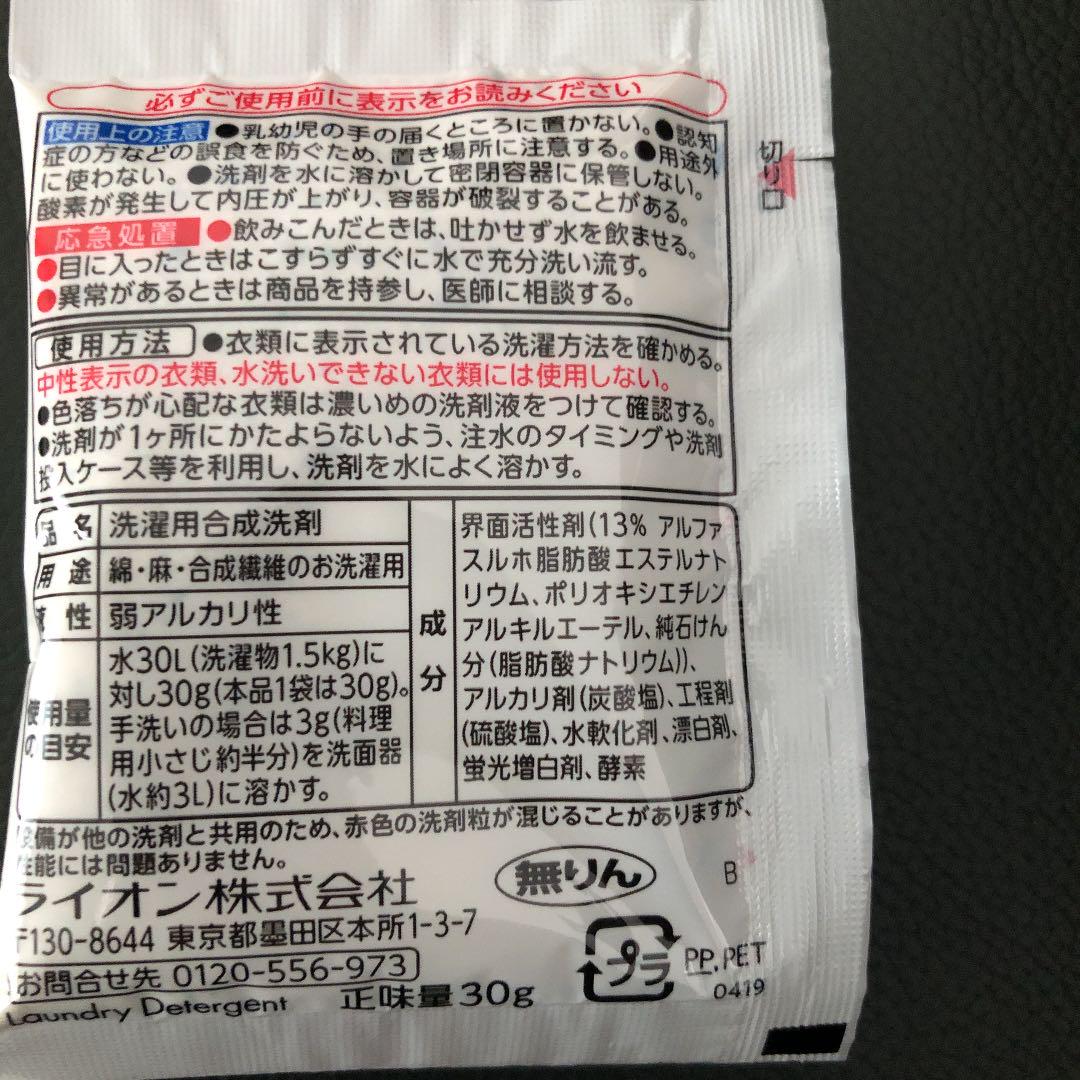 必ずご使用前に表示をお読みください
使用上の注意 ●乳幼児の手の届くところに置かない。●認知
症の方などの誤食を防ぐため、置き場所に注意する。●用途外
に使わない。●洗剤を水に溶かして密閉容器に保管しない。
酸素が発生して内圧が上がり、容器が破裂することがある。
応急処置 ●飲みこんだときは、吐かせず水を飲ませる。
●目に入ったときはこすらずすぐに水で充分洗い流す。
●異常があるときは商品を持参し、医師に相談する。
切り口
使用方法 ●衣類に表示されている洗濯方法を確かめる。
中性表示の衣類、水洗いできない衣類には使用しない。
●色落ちが心配な衣類は濃いめの洗剤液をつけて確認する。
●洗剤が1ヶ所にかたよらないよう、注水のタイミングや洗剤
投入ケース等を利用し、洗剤を水によく溶かす。
品名 洗濯用合成洗剤
用途 綿・麻・合成繊維のお洗濯用
液性 弱アルカリ性
使用量
の目安
水30L(洗濯物1.5kg)に
対し30g(本品1袋は30g)。
手洗いの場合は3g(料理
用小さじ約半分)を洗面器
(水約3L)に溶かす。
成分
界面活性剤(13% アルファ
スルホ脂肪酸エステルナト
リウム、ポリオキシエチレン
アルキルエーテル、純石けん
分(脂肪酸ナトリウム))、
アルカリ剤(炭酸塩)、工程剤
(硫酸塩)、水軟化剤、漂白剤、
蛍光増白剤、酵素
設備が他の洗剤と共用のため、赤色の洗剤粒が混じることがありますが、
性能には問題ありません。
ライオン株式会社
無りん
B
〒130-8644 東京都墨田区本所1-3-7
お問合せ先 0120-556-973
プラ
PP,PET
0419
Laundry Detergent 正味量30g